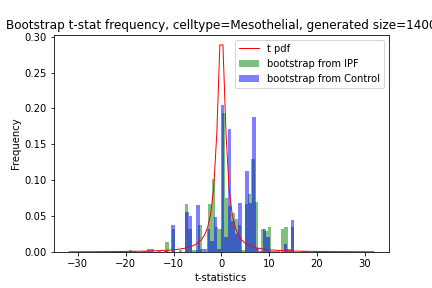 Bootstrap t-stat frequency, celltype=Mesothelial, generated size=1400
0.30
0.25
0.20
0.15
0.10
0.05
0.00
Frequency
t pdf
bootstrap from IPF
bootstrap from Control
−30 −20 −10 0 10 20 30
t-statistics